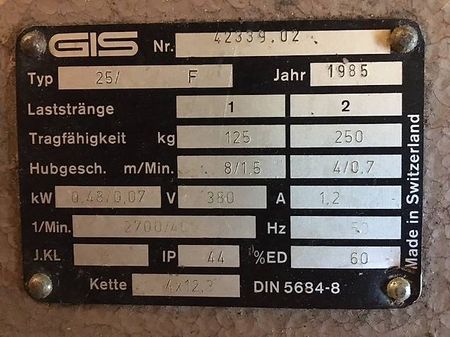 GIS Nr. 42339.02
Typ 25/ F Jahr 1985
Laststränge 1 2
Tragfähigkeit kg 125 250
Hubgesch. m/Min. 8/1,5 4/0,7
kW 0,48/0,07 V 380 A 1,2
1/Min. Hz 50
J.KL IP 44 %ED 60
Kette DIN 5684-8
Made in Switzerland